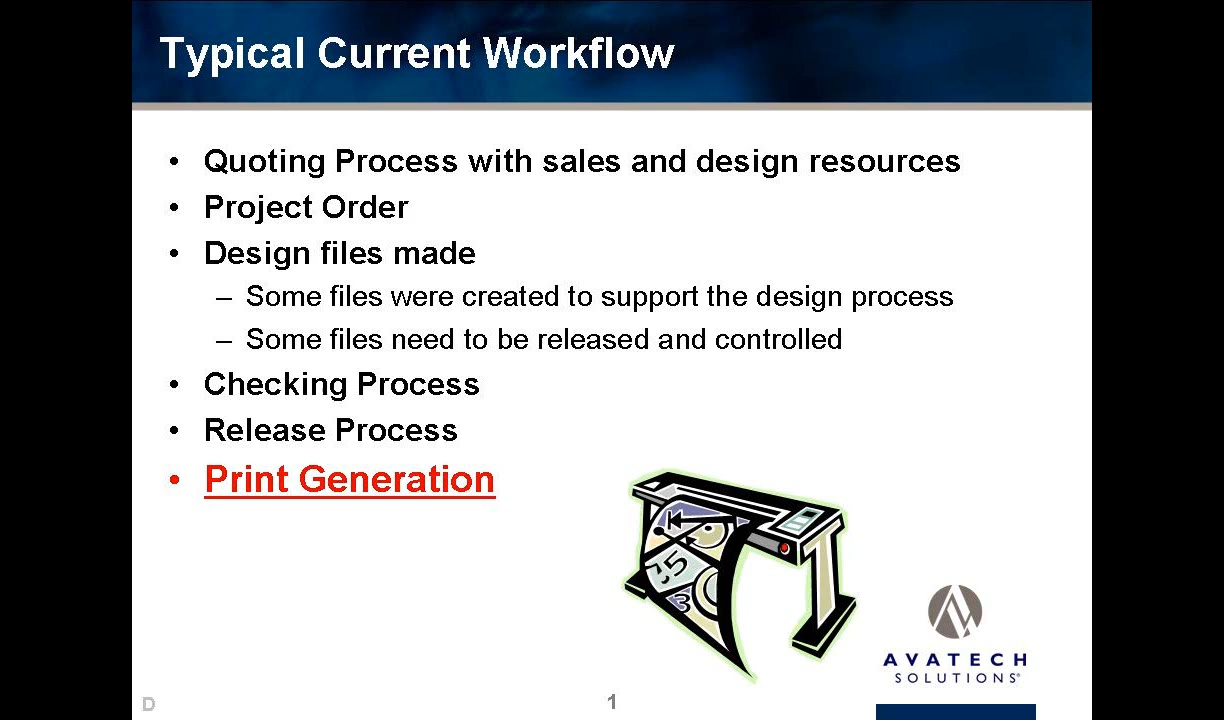 Typical Current Workflow
• Quoting Process with sales and design resources
• Project Order
• Design files made
– Some files were created to support the design process
– Some files need to be released and controlled
• Checking Process
• Release Process
• Print Generation
35
3
AVATECH
SOLUTIONS®
D
1